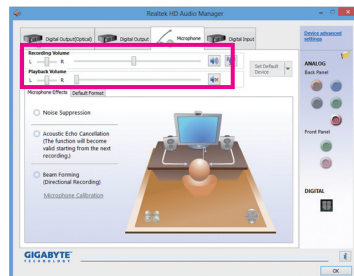 Realtek HD Audio Manager
Digital Output(Optical)
Digital Output
Microphone
Digital Input
Device advanced
settings
Recording Volume
L
R
Set Default
Device
Playback Volume
L
R
ANALOG
Back Panel
Microphone Effects
Default Format
Noise Suppression
Acoustic Echo Cancellation
(The function will become
valid starting from the next
recording.)
Beam Forming
(Directional Recording)
Microphone Calibration
Front Panel
DIGITAL
GIGABYTE
TECHNOLOGY
OK